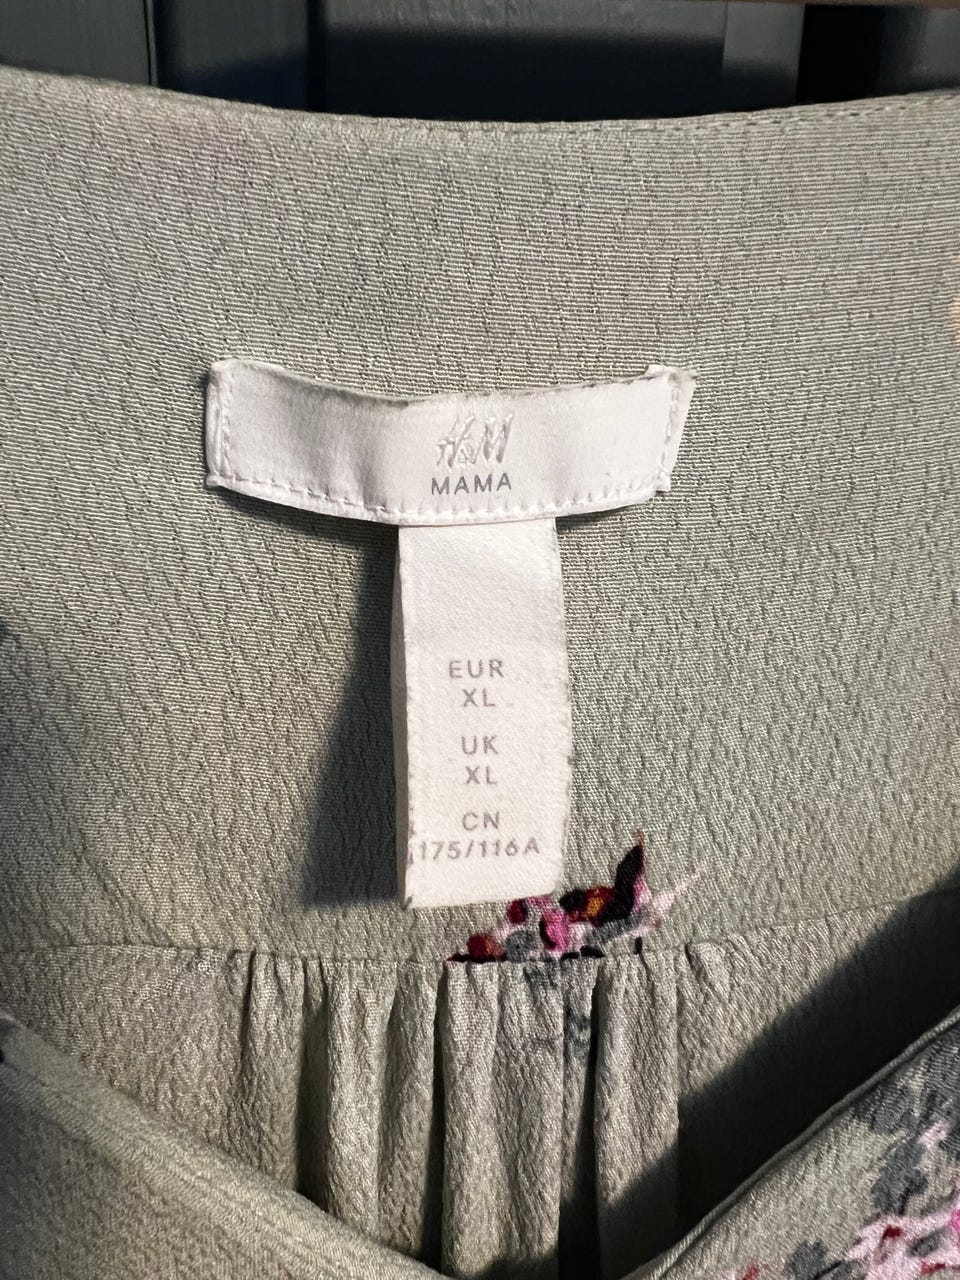 H&M
MAMA
EUR
XL
UK
XL
CN
175/116A